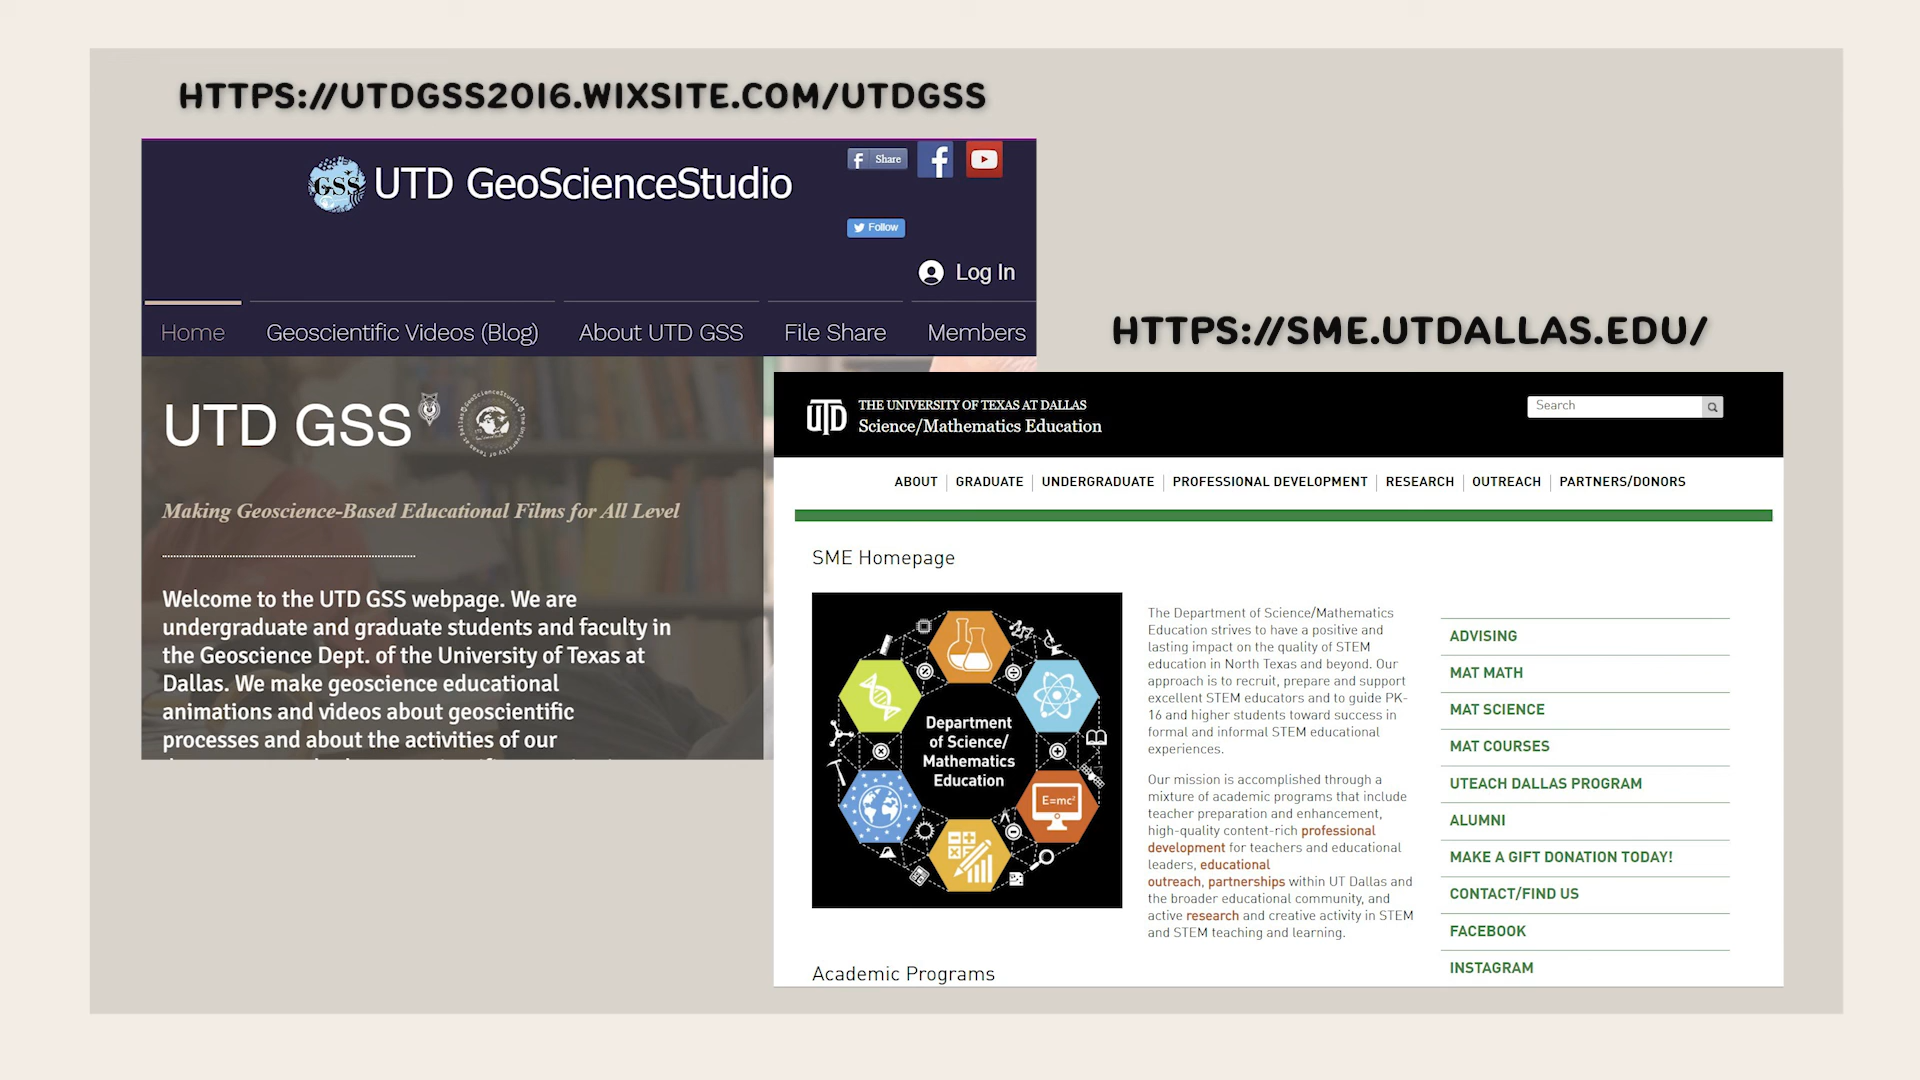 HTTPS://UTDGSS2016.WIXSITE.COM/UTDGSS
GSS
UTD GeoScienceStudio
Share
Follow
Log In
Home
Geoscientific Videos (Blog)
About UTD GSS
File Share
Members
UTD GSS
Making Geoscience-Based Educational Films for All Level
Welcome to the UTD GSS webpage. We are
undergraduate and graduate students and faculty in
the Geoscience Dept. of the University of Texas at
Dallas. We make geoscience educational
animations and videos about geoscientific
processes and about the activities of our
HTTPS://SME.UTDALLAS.EDU/
UTD
THE UNIVERSITY OF TEXAS AT DALLAS
Science/Mathematics Education
Search
ABOUT
GRADUATE
UNDERGRADUATE
PROFESSIONAL DEVELOPMENT
RESEARCH
OUTREACH
PARTNERS/DONORS
SME Homepage
Department
of Science/
Mathematics
Education
E=mc²
The Department of Science/Mathematics
Education strives to have a positive and
lasting impact on the quality of STEM
education in North Texas and beyond. Our
approach is to recruit, prepare and support
excellent STEM educators and to guide PK-
16 and higher students toward success in
formal and informal STEM educational
experiences.
Our mission is accomplished through a
mixture of academic programs that include
teacher preparation and enhancement,
high-quality content-rich professional
development for teachers and educational
leaders, educational
outreach, partnerships within UT Dallas and
the broader educational community, and
active research and creative activity in STEM
and STEM teaching and learning.
ADVISING
MAT MATH
MAT SCIENCE
MAT COURSES
UTEACH DALLAS PROGRAM
ALUMNI
MAKE A GIFT DONATION TODAY!
CONTACT/FIND US
FACEBOOK
INSTAGRAM
Academic Programs